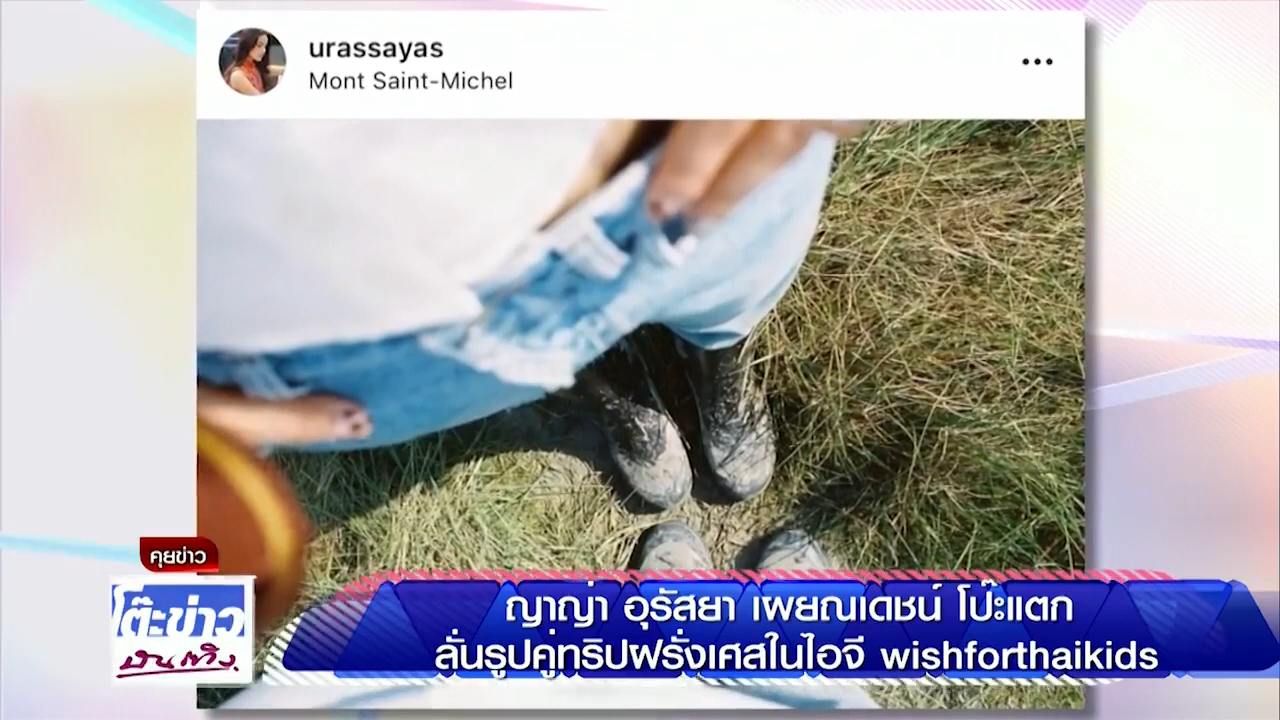 urassayas
Mont Saint-Michel
คุยข่าว
โต๊ะข่าว
บันเทิง
ญาญ่า อุรัสยา เผยณเดชน์ โป๊ะแตก
ลั่นรูปคู่ทริปฝรั่งเศสในไอจี wishforthaikids